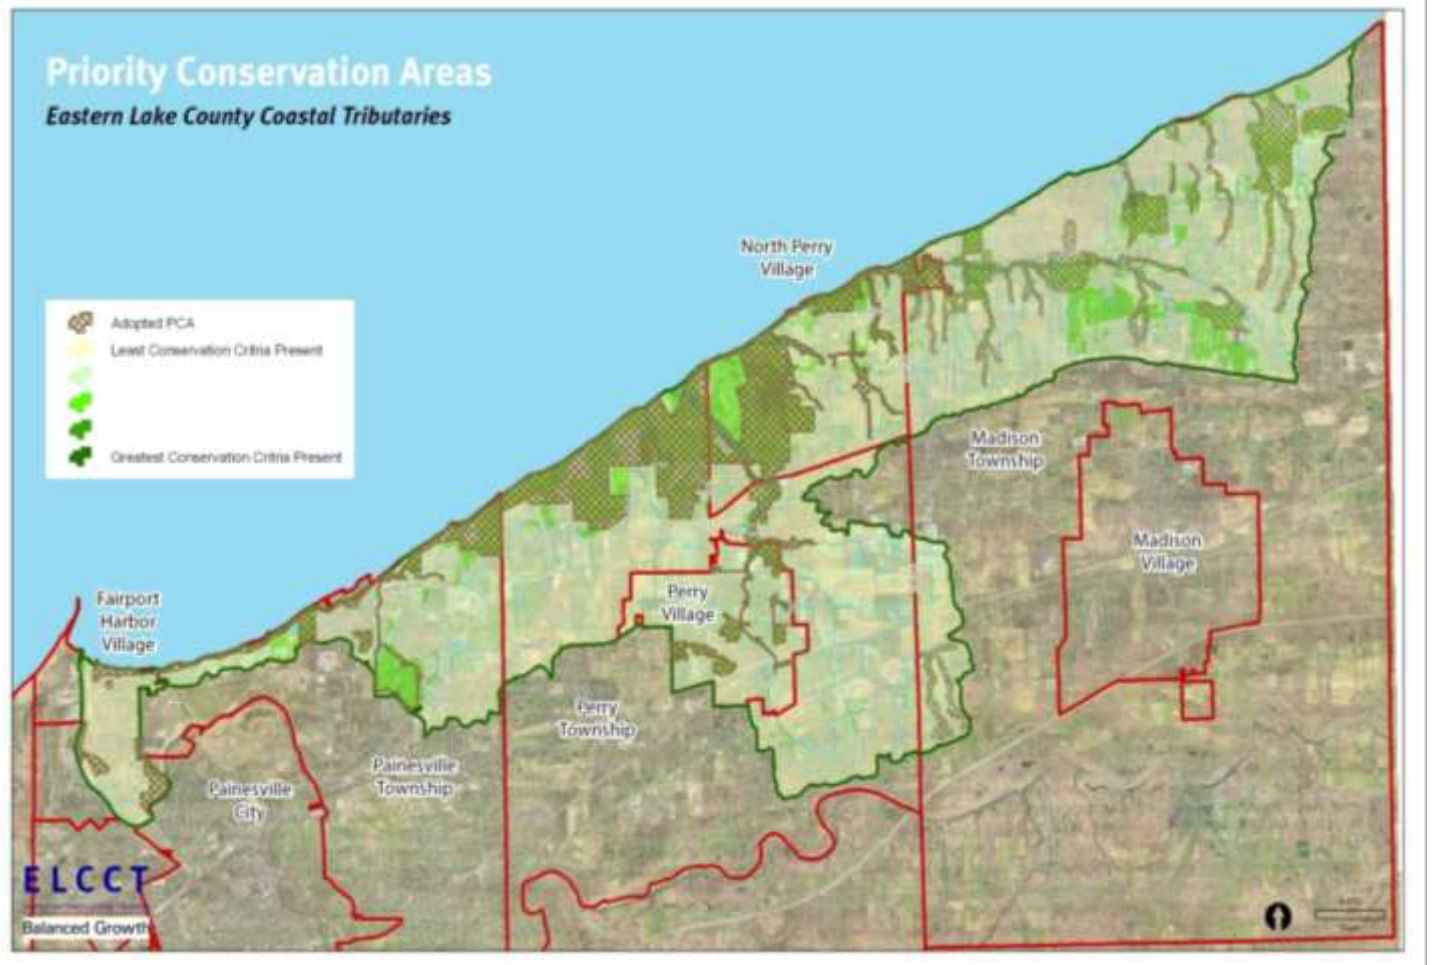 Priority Conservation Areas
Eastern Lake County Coastal Tributaries
North Perry
Village
Adopted PCA
Least Conservation Critria Present
Greatest Conservation Critria Present
Madison
Township
Madison
Village
Fairport
Harbor
Village
Perry
Village
Perry
Township
Painesville
Township
Painesville
City
ELCCT
Balanced Growth